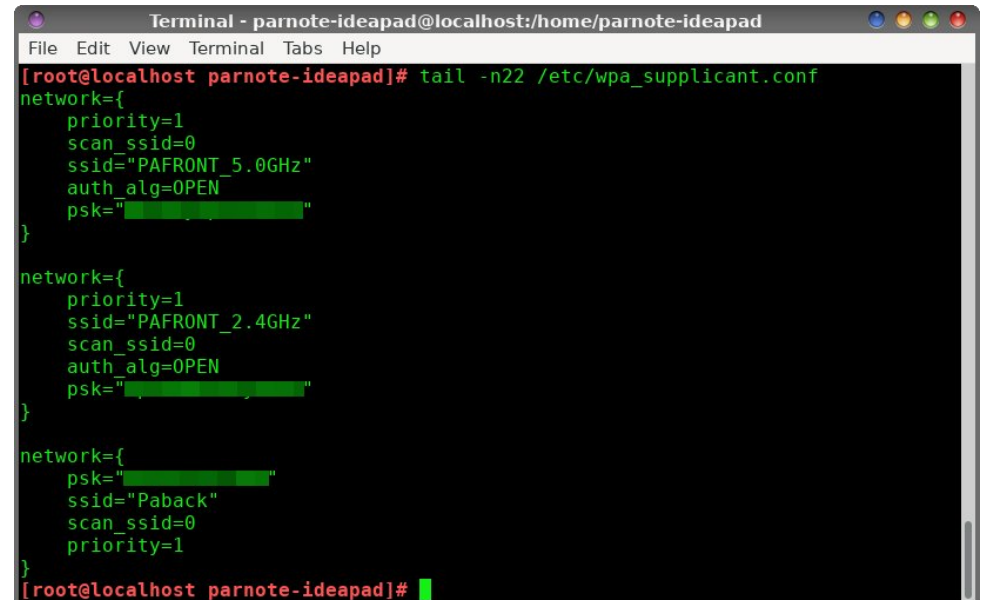 Terminal - parnote-ideapad@localhost:/home/parnote-ideapad
File Edit View Terminal Tabs Help
[root@localhost parnote-ideapad]# tail -n22 /etc/wpa_supplicant.conf
network={
    priority=1
    scan_ssid=0
    ssid="PAFRONT_5.0GHz"
    auth_alg=OPEN
    psk=" "
}
network={
    priority=1
    ssid="PAFRONT_2.4GHz"
    scan_ssid=0
    auth_alg=OPEN
    psk=" "
}
network={
    psk=" "
    ssid="Paback"
    scan_ssid=0
    priority=1
}
[root@localhost parnote-ideapad]#